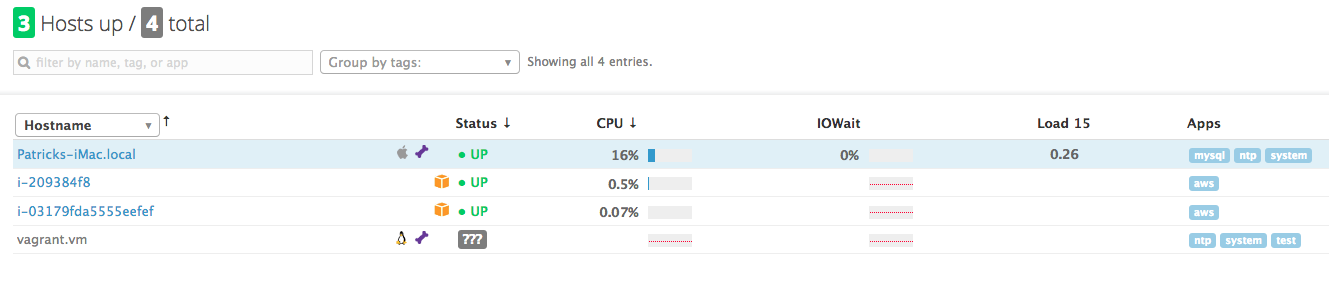 3 Hosts up / 4 total
filter by name, tag, or app Group by tags: Showing all 4 entries.
Hostname Status CPU IOWait Load 15 Apps
Patricks-iMac.local UP 16% 0% 0.26 mysql ntp system
i-209384f8 UP 0.5% aws
i-03179fda5555eefef UP 0.07% aws
vagrant.vm ??? ntp system test